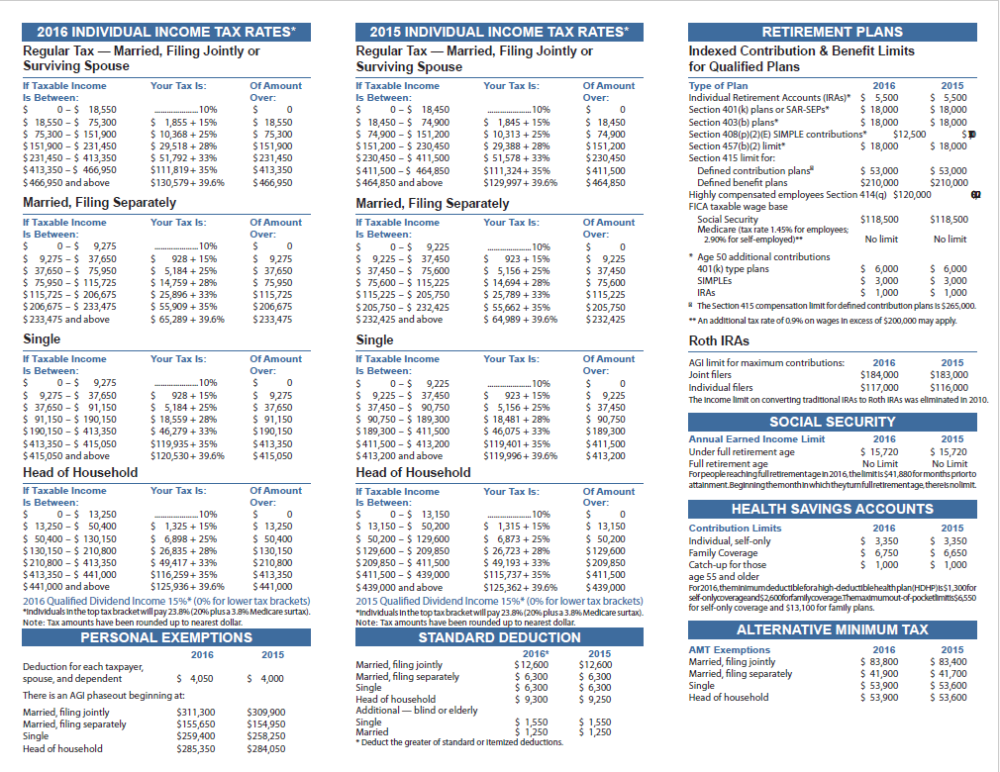 2016 INDIVIDUAL INCOME TAX RATES*
Regular Tax — Married, Filing Jointly or
Surviving Spouse
If Taxable Income Your Tax Is: Of Amount
Is Between: Over:
$ 0 – $ 18,550 ....................10% $ 0
$ 18,550 – $ 75,300 $ 1,855 + 15% $ 18,550
$ 75,300 – $ 151,900 $ 10,368 + 25% $ 75,300
$ 151,900 – $ 231,450 $ 29,518 + 28% $ 151,900
$ 231,450 – $ 413,350 $ 51,792 + 33% $ 231,450
$ 413,350 – $ 466,950 $111,819 + 35% $ 413,350
$ 466,950 and above $130,579 + 39.6% $ 466,950
Married, Filing Separately
If Taxable Income Your Tax Is: Of Amount
Is Between: Over:
$ 0 – $ 9,275 ....................10% $ 0
$ 9,275 – $ 37,650 $ 928 + 15% $ 9,275
$ 37,650 – $ 75,950 $ 5,184 + 25% $ 37,650
$ 75,950 – $ 115,725 $ 14,759 + 28% $ 75,950
$ 115,725 – $ 206,675 $ 25,896 + 33% $ 115,725
$ 206,675 – $ 233,475 $ 55,909 + 35% $ 206,675
$ 233,475 and above $ 65,289 + 39.6% $ 233,475
Single
If Taxable Income Your Tax Is: Of Amount
Is Between: Over:
$ 0 – $ 9,275 ....................10% $ 0
$ 9,275 – $ 37,650 $ 928 + 15% $ 9,275
$ 37,650 – $ 91,150 $ 5,184 + 25% $ 37,650
$ 91,150 – $ 190,150 $ 18,559 + 28% $ 91,150
$ 190,150 – $ 413,350 $ 46,279 + 33% $ 190,150
$ 413,350 – $ 415,050 $119,935 + 35% $ 413,350
$ 415,050 and above $120,530 + 39.6% $ 415,050
Head of Household
If Taxable Income Your Tax Is: Of Amount
Is Between: Over:
$ 0 – $ 13,250 ....................10% $ 0
$ 13,250 – $ 50,400 $ 1,325 + 15% $ 13,250
$ 50,400 – $ 130,150 $ 6,898 + 25% $ 50,400
$ 130,150 – $ 210,800 $ 26,835 + 28% $ 130,150
$ 210,800 – $ 413,350 $ 49,417 + 33% $ 210,800
$ 413,350 – $ 441,000 $116,259 + 35% $ 413,350
$ 441,000 and above $125,936 + 39.6% $ 441,000
2016 Qualified Dividend Income 15%* (0% for lower tax brackets)
*Individuals in the top tax bracket will pay 23.8% (20% plus a 3.8% Medicare surtax).
Note: Tax amounts have been rounded up to nearest dollar.
PERSONAL EXEMPTIONS
2016 2015
Deduction for each taxpayer,
spouse, and dependent $ 4,050 $ 4,000
There is an AGI phaseout beginning at:
Married, filing jointly $311,300 $309,900
Married, filing separately $155,650 $154,950
Single $259,400 $258,250
Head of household $285,350 $284,050
2015 INDIVIDUAL INCOME TAX RATES*
Regular Tax — Married, Filing Jointly or
Surviving Spouse
If Taxable Income Your Tax Is: Of Amount
Is Between: Over:
$ 0 – $ 18,450 ....................10% $ 0
$ 18,450 – $ 74,900 $ 1,845 + 15% $ 18,450
$ 74,900 – $ 151,200 $ 10,313 + 25% $ 74,900
$ 151,200 – $ 230,450 $ 29,388 + 28% $ 151,200
$ 230,450 – $ 411,500 $ 51,578 + 33% $ 230,450
$ 411,500 – $ 464,850 $111,324 + 35% $ 411,500
$ 464,850 and above $129,997 + 39.6% $ 464,850
Married, Filing Separately
If Taxable Income Your Tax Is: Of Amount
Is Between: Over:
$ 0 – $ 9,225 ....................10% $ 0
$ 9,225 – $ 37,450 $ 923 + 15% $ 9,225
$ 37,450 – $ 75,600 $ 5,156 + 25% $ 37,450
$ 75,600 – $ 115,225 $ 14,694 + 28% $ 75,600
$ 115,225 – $ 205,750 $ 25,789 + 33% $ 115,225
$ 205,750 – $ 232,425 $ 55,662 + 35% $ 205,750
$ 232,425 and above $ 64,989 + 39.6% $ 232,425
Single
If Taxable Income Your Tax Is: Of Amount
Is Between: Over:
$ 0 – $ 9,225 ....................10% $ 0
$ 9,225 – $ 37,450 $ 923 + 15% $ 9,225
$ 37,450 – $ 90,750 $ 5,156 + 25% $ 37,450
$ 90,750 – $ 189,300 $ 18,481 + 28% $ 90,750
$ 189,300 – $ 411,500 $ 46,075 + 33% $ 189,300
$ 411,500 – $ 413,200 $119,401 + 35% $ 411,500
$ 413,200 and above $119,996 + 39.6% $ 413,200
Head of Household
If Taxable Income Your Tax Is: Of Amount
Is Between: Over:
$ 0 – $ 13,150 ....................10% $ 0
$ 13,150 – $ 50,200 $ 1,315 + 15% $ 13,150
$ 50,200 – $ 129,600 $ 6,873 + 25% $ 50,200
$ 129,600 – $ 209,850 $ 26,723 + 28% $ 129,600
$ 209,850 – $ 411,500 $ 49,193 + 33% $ 209,850
$ 411,500 – $ 439,000 $115,737 + 35% $ 411,500
$ 439,000 and above $125,362 + 39.6% $ 439,000
2015 Qualified Dividend Income 15%* (0% for lower tax brackets)
*Individuals in the top tax bracket will pay 23.8% (20% plus a 3.8% Medicare surtax).
Note: Tax amounts have been rounded up to nearest dollar.
STANDARD DEDUCTION
2016* 2015
Married, filing jointly $12,600 $12,600
Married, filing separately $ 6,300 $ 6,300
Single $ 6,300 $ 6,300
Head of household $ 9,300 $ 9,250
Additional — blind or elderly
Single $ 1,550 $ 1,550
Married $ 1,250 $ 1,250
* Deduct the greater of standard or itemized deductions.
RETIREMENT PLANS
Indexed Contribution & Benefit Limits
for Qualified Plans
Type of Plan 2016 2015
Individual Retirement Accounts (IRAs)* $ 5,500 $ 5,500
Section 401(k) plans or SAR-SEPs* $ 18,000 $ 18,000
Section 403(b) plans* $ 18,000 $ 18,000
Section 408(p)(2)(E) SIMPLE contributions* $12,500 $
Section 457(b)(2) limit* $ 18,000 $ 18,000
Section 415 limit for:
Defined contribution plans $ 53,000 $ 53,000
Defined benefit plans $210,000 $210,000
Highly compensated employees Section 414(q) $120,000
FICA taxable wage base
Social Security $118,500 $118,500
Medicare (tax rate 1.45% for employees;
2.90% for self-employed)** No limit No limit
* Age 50 additional contributions
401(k) type plans $ 6,000 $ 6,000
SIMPLEs $ 3,000 $ 3,000
IRAs $ 1,000 $ 1,000
The Section 415 compensation limit for defined contribution plans is $265,000.
** An additional tax rate of 0.9% on wages in excess of $200,000 may apply.
Roth IRAs
AGI limit for maximum contributions: 2016 2015
Joint filers $184,000 $183,000
Individual filers $117,000 $116,000
The income limit on converting traditional IRAs to Roth IRAs was eliminated in 2010.
SOCIAL SECURITY
Annual Earned Income Limit 2016 2015
Under full retirement age $ 15,720 $ 15,720
Full retirement age No Limit No Limit
For people reaching full retirement age in 2016, the limit is $41,880 for months prior to
attainment. Beginning the month in which they turn full retirement age, there is no limit.
HEALTH SAVINGS ACCOUNTS
Contribution Limits 2016 2015
Individual, self-only $ 3,350 $ 3,350
Family Coverage $ 6,750 $ 6,650
Catch-up for those $ 1,000 $ 1,000
age 55 and older
For 2016, the minimum deductible for a high-deductible health plan (HDHP) is $1,300 for
self-only coverage and $2,600 for family coverage. The maximum out-of-pocket limit is $6,550
for self-only coverage and $13,100 for family plans.
ALTERNATIVE MINIMUM TAX
AMT Exemptions 2016 2015
Married, filing jointly $ 83,800 $ 83,400
Married, filing separately $ 41,900 $ 41,700
Single $ 53,900 $ 53,600
Head of household $ 53,900 $ 53,600